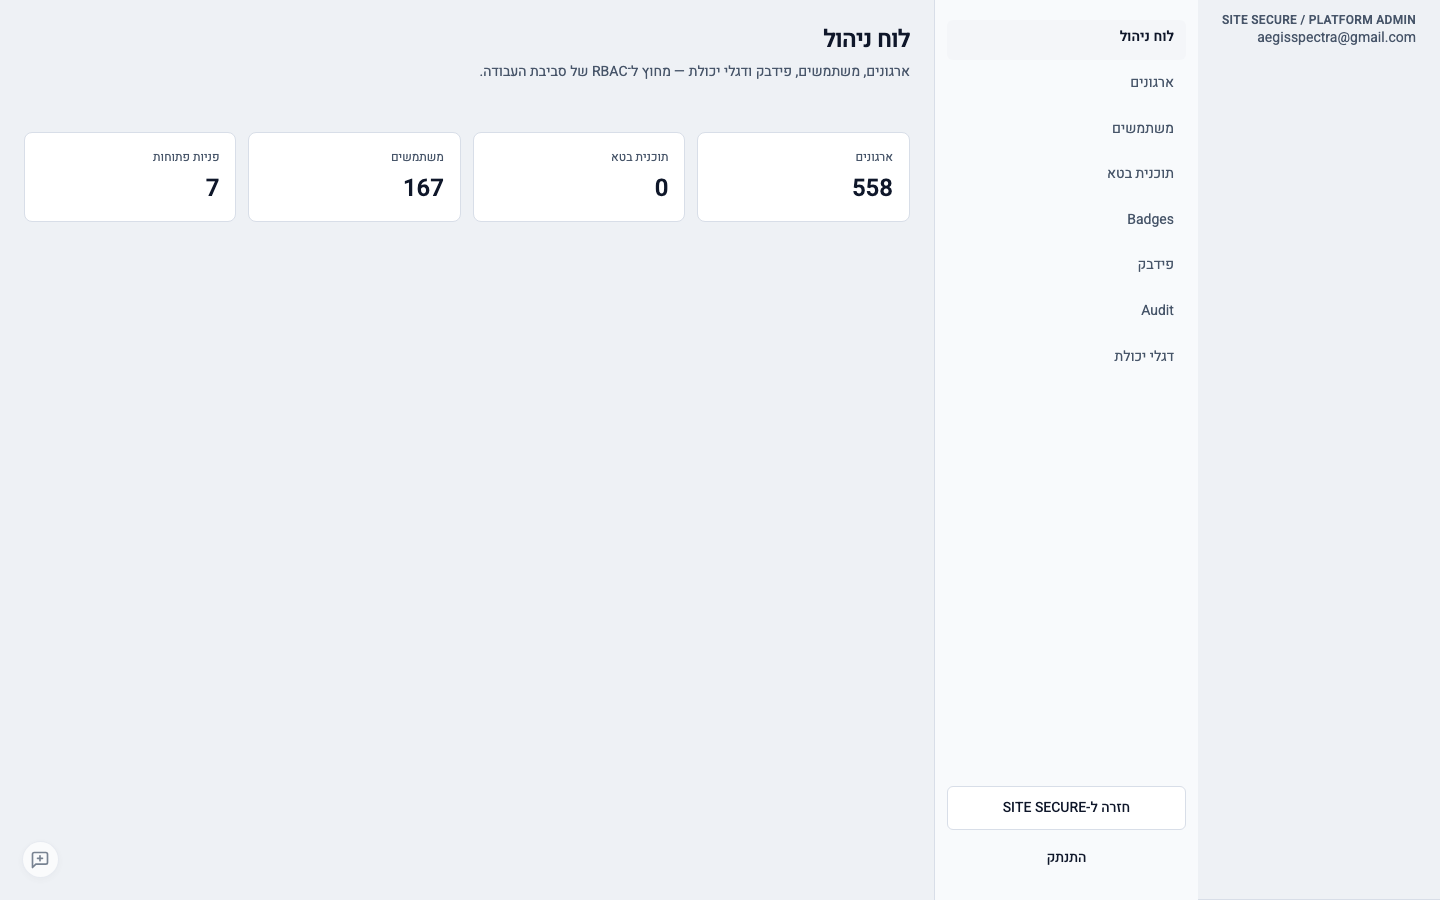 SITE SECURE / PLATFORM ADMIN
aegisspectra@gmail.com
לוח ניהול
ארגונים
משתמשים
תוכנית בטא
Badges
פידבק
Audit
דגלי יכולת
חזרה ל-SITE SECURE
התנתק
לוח ניהול
ארגונים, משתמשים, פידבק ודגלי יכולת — מחוץ ל־RBAC של סביבת העבודה.
ארגונים
558
תוכנית בטא
0
משתמשים
167
פניות פתוחות
7